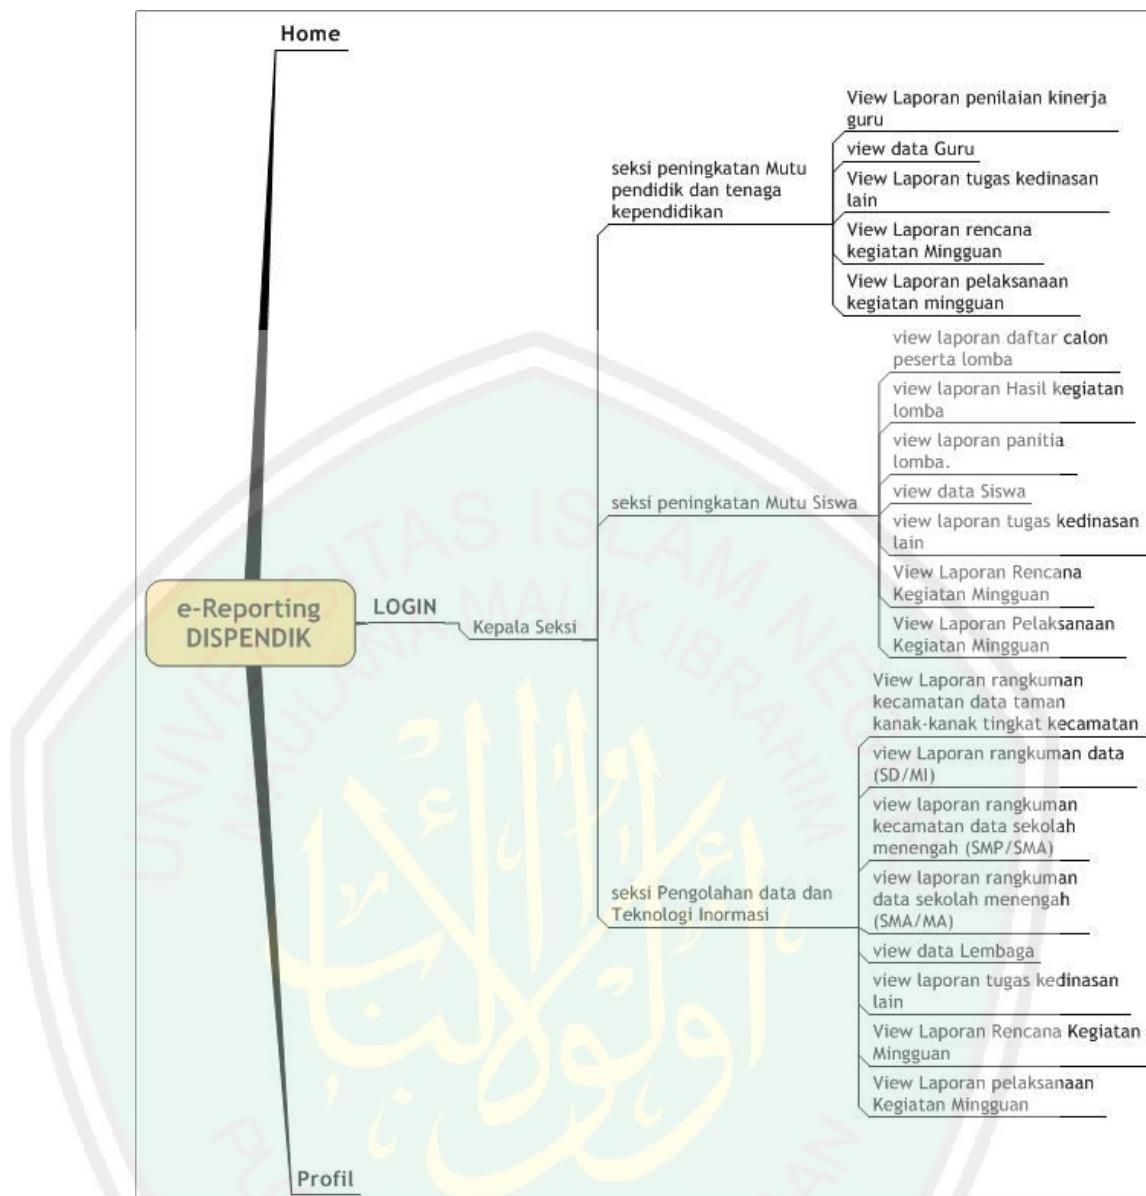 Home
View Laporan penilaian kinerja
guru
view data Guru
seksi peningkatan Mutu
pendidik dan tenaga
kependidikan
View Laporan tugas kedinasan
lain
View Laporan rencana
kegiatan Mingguan
View Laporan pelaksanaan
kegiatan mingguan
view laporan daftar calon
peserta lomba
view laporan Hasil kegiatan
lomba
view laporan panitia
lomba.
seksi peningkatan Mutu Siswa
view data Siswa
view laporan tugas kedinasan
lain
View Laporan Rencana
Kegiatan Mingguan
View Laporan Pelaksanaan
Kegiatan Mingguan
e-Reporting
DISPENDIK
LOGIN
Kepala Seksi
View Laporan rangkuman
kecamatan data taman
kanak-kanak tingkat kecamatan
view Laporan rangkuman data
(SD/MI)
view laporan rangkuman
kecamatan data sekolah
menengah (SMP/SMA)
seksi Pengolahan data dan
Teknologi Inormasi
view laporan rangkuman
data sekolah menengah
(SMA/MA)
view data Lembaga
view laporan tugas kedinasan
lain
View Laporan Rencana Kegiatan
Mingguan
View Laporan pelaksanaan
Kegiatan Mingguan
Profil
UNIVERSITAS ISLAM NEGERI
MAULANA MALIK IBRAHIM